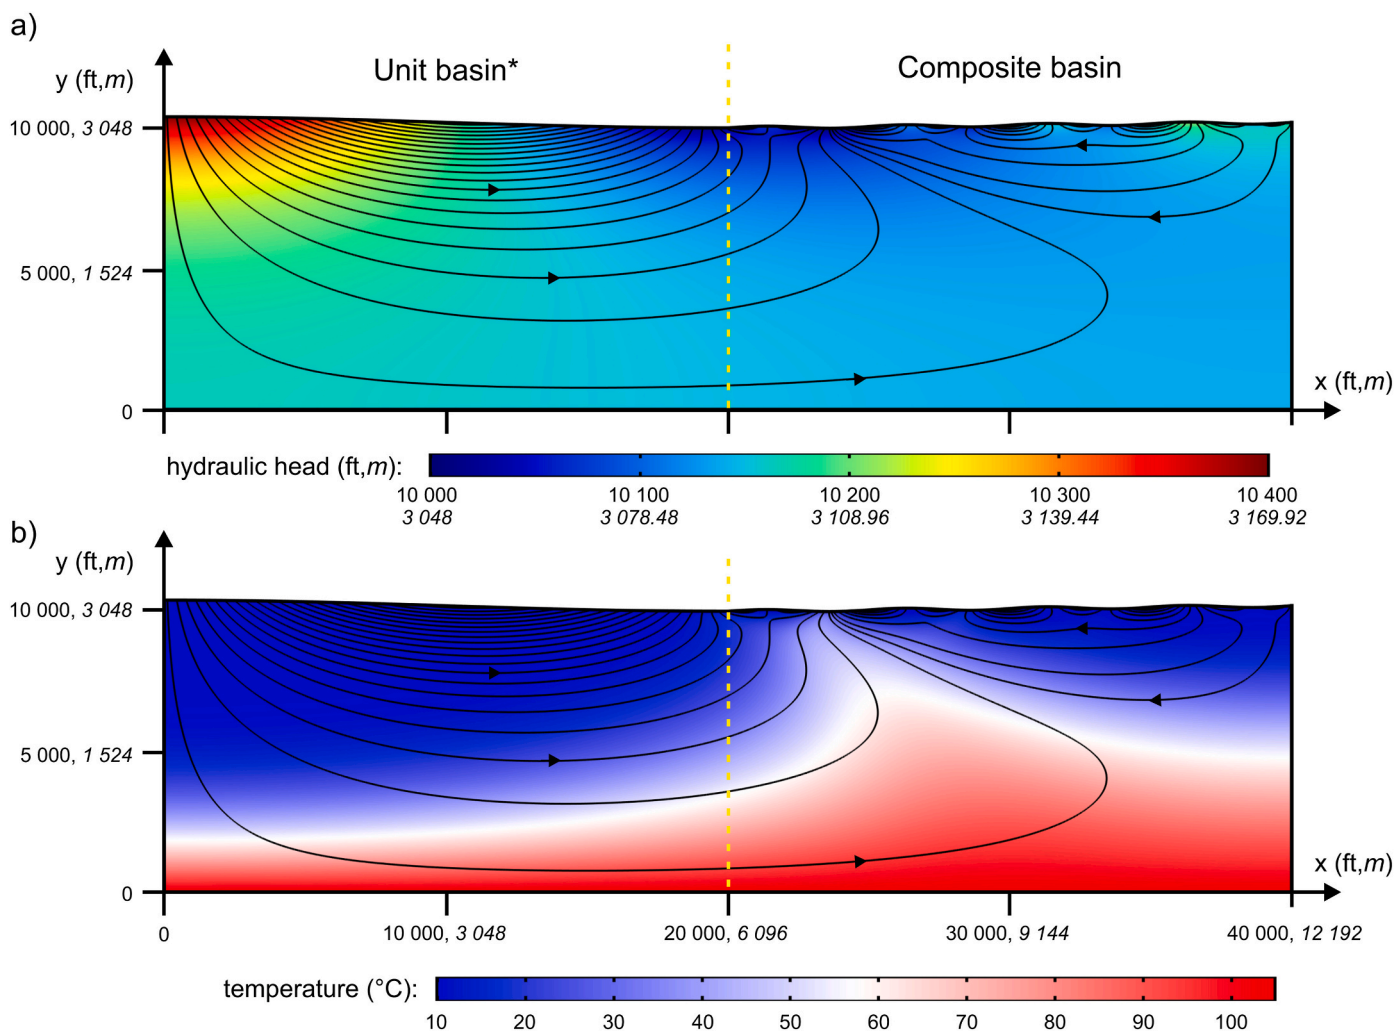 a)
Unit basin*
Composite basin
y (ft,m)
10 000, 3 048
5 000, 1 524
0
x (ft,m)
hydraulic head (ft,m):
10 000 10 100 10 200 10 300 10 400
3 048 3 078.48 3 108.96 3 139.44 3 169.92
b)
y (ft,m)
10 000, 3 048
5 000, 1 524
0
x (ft,m)
0 10 000, 3 048 20 000, 6 096 30 000, 9 144 40 000, 12 192
temperature (°C):
10 20 30 40 50 60 70 80 90 100